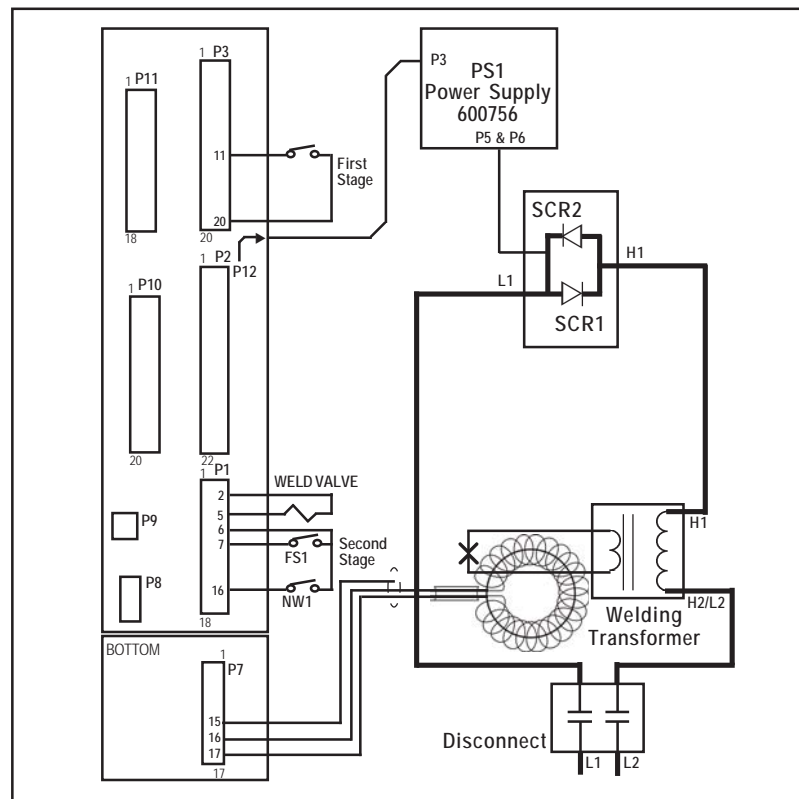 1 P3
1 P11
11
First
Stage
20
18
20
P3
PS1
Power Supply
600756
P5 & P6
SCR2
H1
L1
SCR1
1 P2
P12
1 P10
20
22
1 P1
WELD VALVE
2
5
6
7
FS1
Second
Stage
16
NW1
18
P9
P8
H1
H2/L2
Welding
Transformer
BOTTOM
1
P7
15
16
17
17
Disconnect
L1
L2